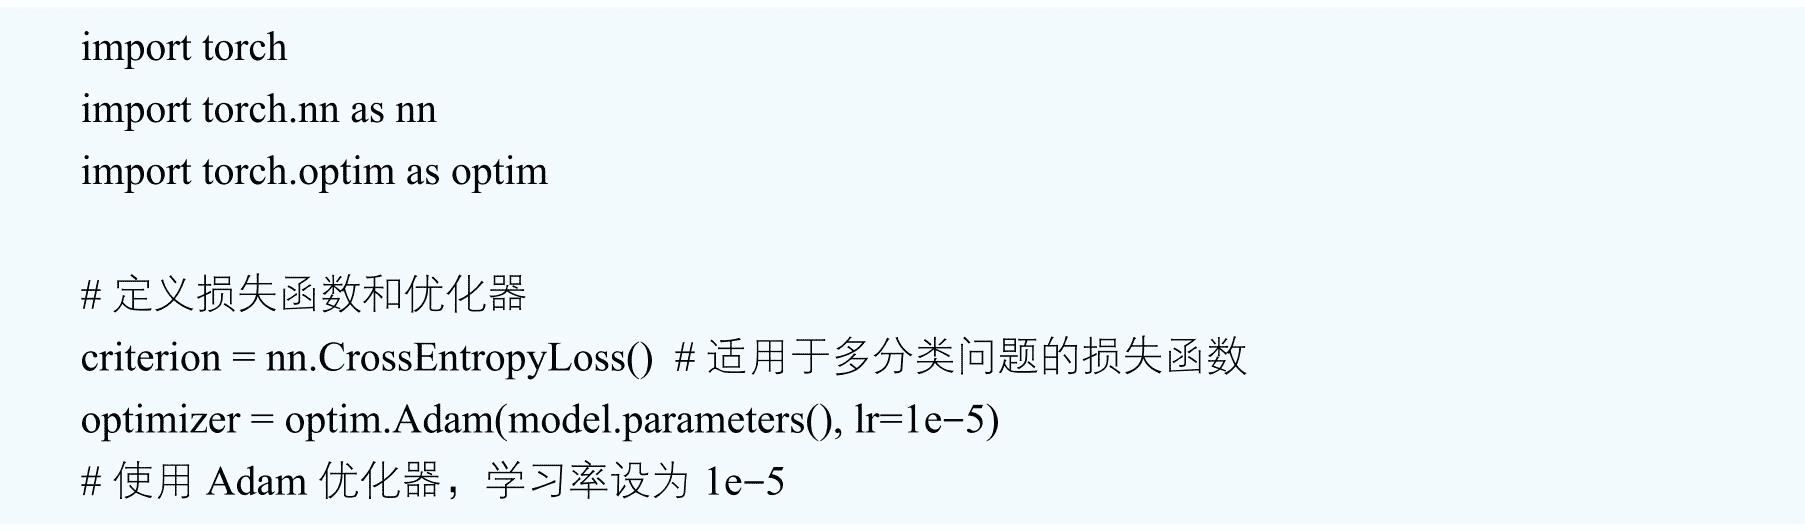 import torch
import torch.nn as nn
import torch.optim as optim
# 定义损失函数和优化器
criterion = nn.CrossEntropyLoss()  # 适用于多分类问题的损失函数
optimizer = optim.Adam(model.parameters(), lr=1e−5)
# 使用 Adam 优化器，学习率设为 1e−5